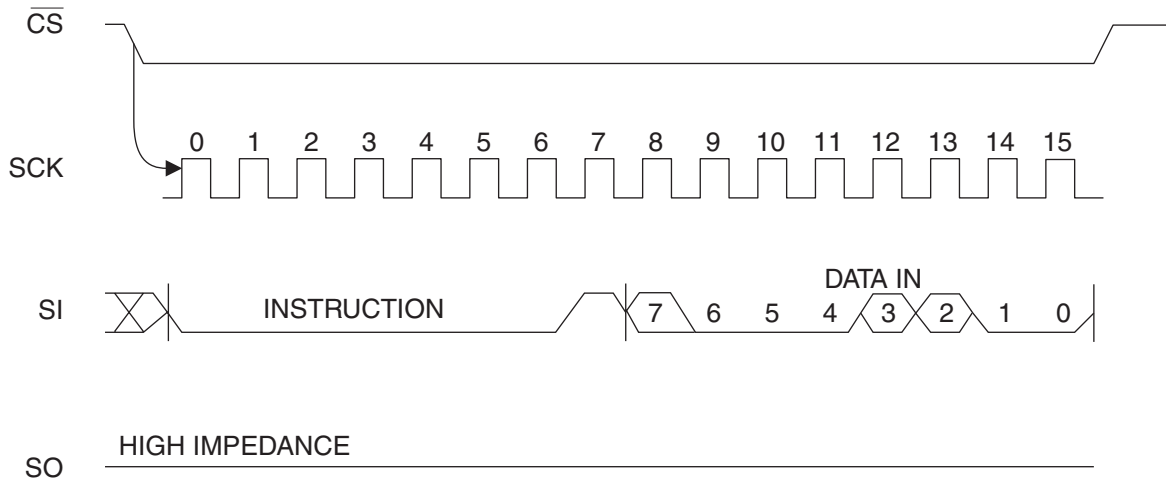 CS
SCK
0 1 2 3 4 5 6 7 8 9 10 11 12 13 14 15
SI
INSTRUCTION
DATA IN
7 6 5 4 3 2 1 0
SO
HIGH IMPEDANCE